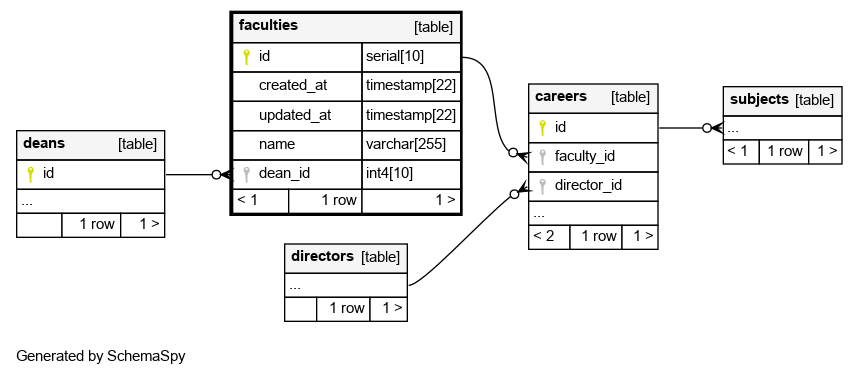 faculties [table]
id serial[10]
created_at timestamp[22]
updated_at timestamp[22]
name varchar[255]
dean_id int4[10]
< 1 1 row 1 >
deans [table]
id
...
1 row 1 >
directors [table]
...
1 row 1 >
careers [table]
id
faculty_id
director_id
...
< 2 1 row 1 >
subjects [table]
...
< 1 1 row 1 >
Generated by SchemaSpy